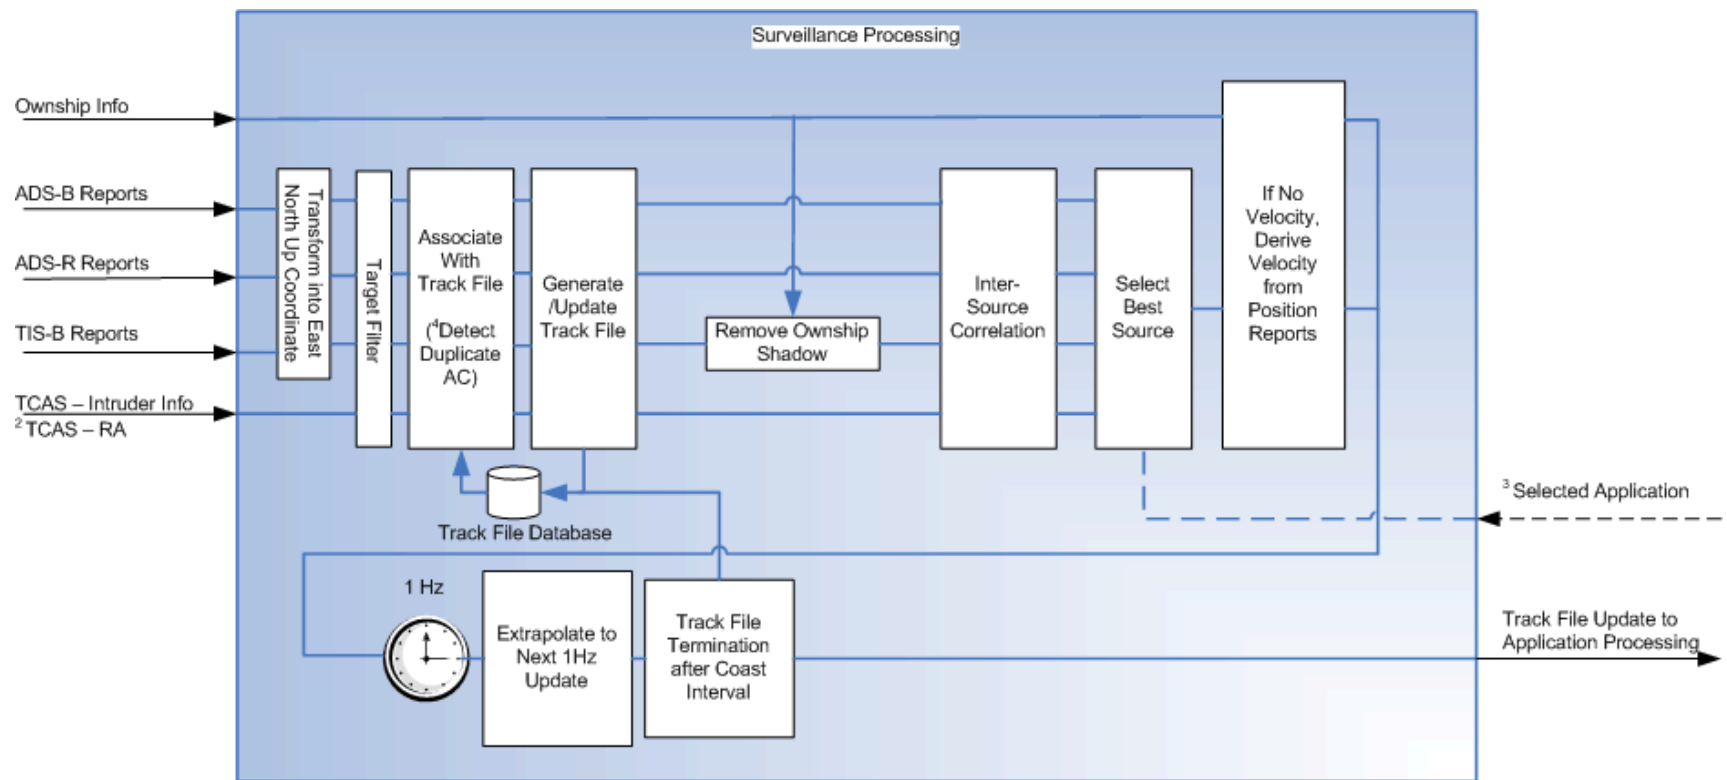 Surveillance Processing
Ownship Info
ADS-B Reports
ADS-R Reports
TIS-B Reports
TCAS – Intruder Info
2 TCAS – RA
Transform into East
North Up Coordinate
Target Filter
Associate
With
Track File
(4Detect
Duplicate
AC)
Generate
/Update
Track File
Remove Ownship
Shadow
Inter-
Source
Correlation
Select
Best
Source
If No
Velocity,
Derive
Velocity
from
Position
Reports
Track File Database
3 Selected Application
1 Hz
Extrapolate to
Next 1Hz
Update
Track File
Termination
after Coast
Interval
Track File Update to
Application Processing